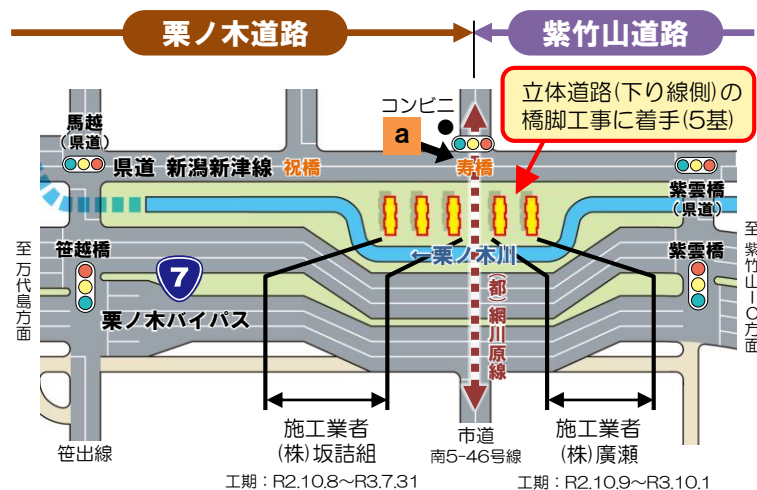 栗ノ木道路
紫竹山道路
コンビニ
立体道路(下り線側)の
橋脚工事に着手(5基)
a
馬越
(県道)
県道 新潟新津線
祝橋
寿橋
紫雲橋
(県道)
至 万代島方面
笹越橋
←栗ノ木川
紫雲橋
至 紫竹山IC方面
7
栗ノ木バイパス
(都)網川原線
笹出線
施工業者
(株)坂詰組
工期：R2.10.8～R3.7.31
市道
南5-46号線
施工業者
(株)廣瀬
工期：R2.10.9～R3.10.1